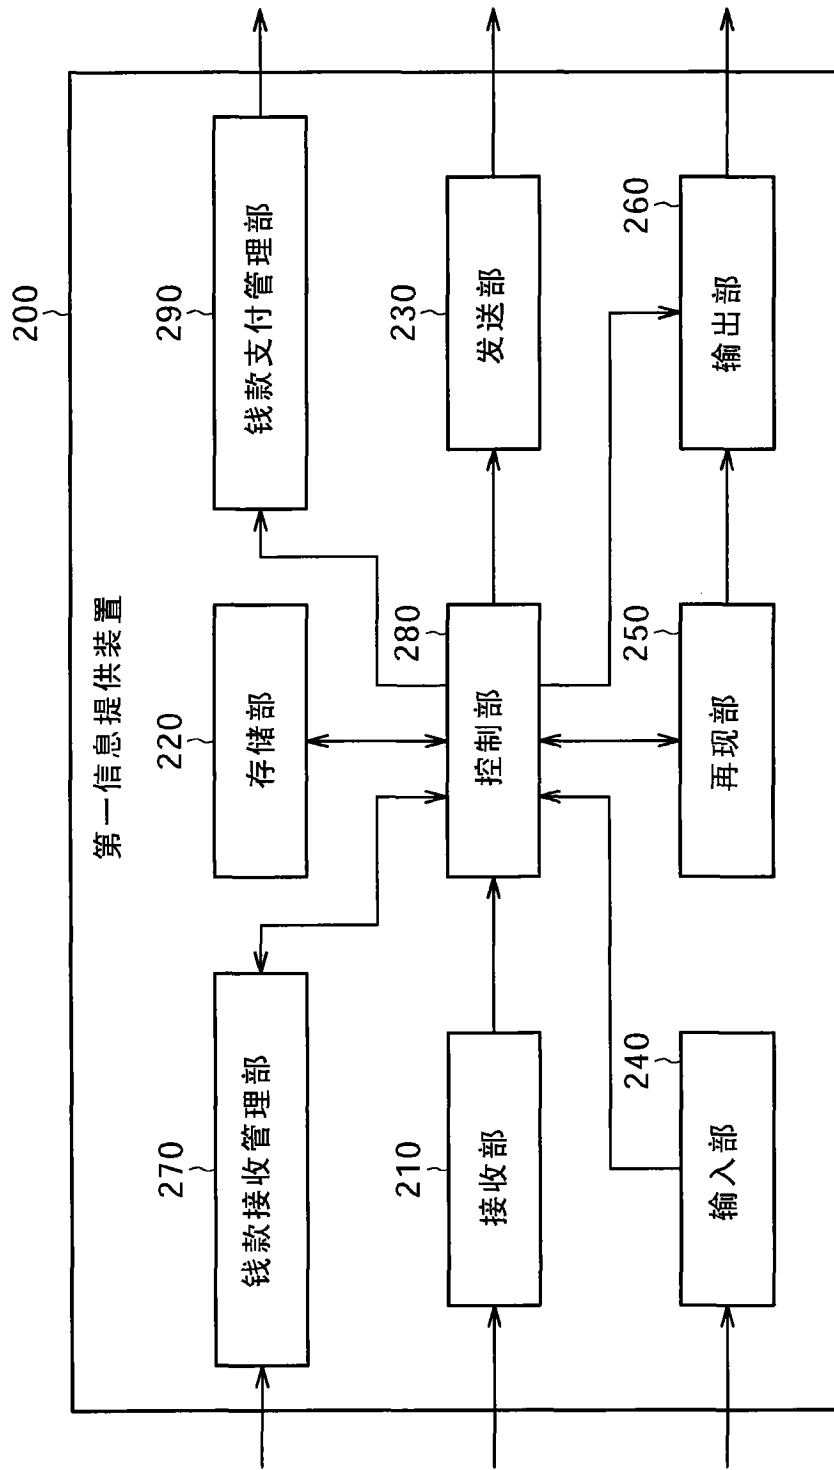 200
第一信息提供装置
270
钱款接收管理部
220
存储部
290
钱款支付管理部
210
接收部
280
控制部
230
发送部
240
输入部
250
再现部
260
输出部